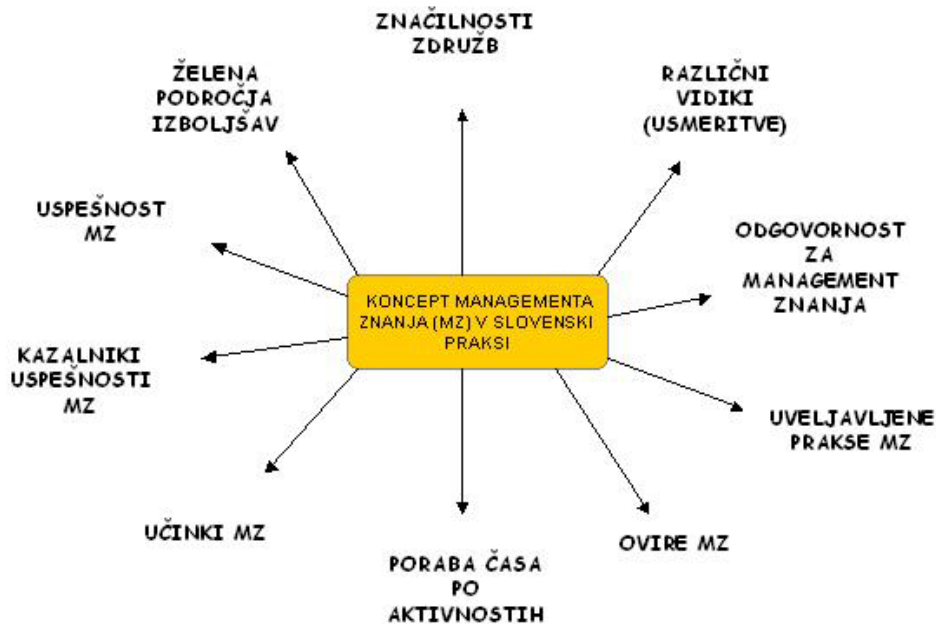 ZNAČILNOSTI
ZDRUŽB
ŽELENA
PODROČJA
IZBOLJŠAV
RAZLIČNI
VIDIKI
(USMERITVE)
USPEŠNOST
MZ
ODGOVORNOST
ZA
MANAGEMENT
ZNANJA
KONCEPT MANAGEMENTA
ZNANJA (MZ) V SLOVENSKI
PRAKSI
KAZALNIKI
USPEŠNOSTI
MZ
UVELJAVLJENE
PRAKSE MZ
UČINKI MZ
OVIRE MZ
PORABA ČASA
PO
AKTIVNOSTIH